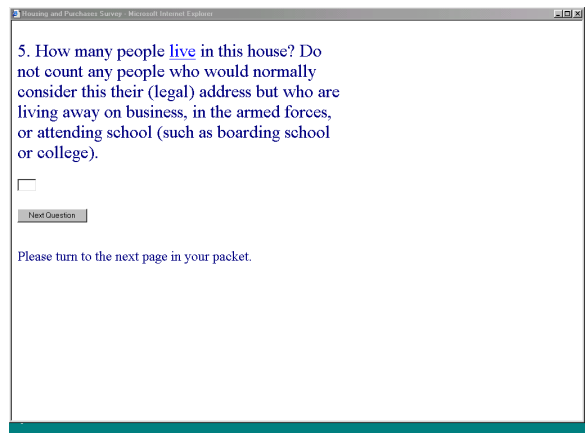 Housing and Purchases Survey - Microsoft Internet Explorer
5. How many people live in this house? Do
not count any people who would normally
consider this their (legal) address but who are
living away on business, in the armed forces,
or attending school (such as boarding school
or college).
Next Question
Please turn to the next page in your packet.